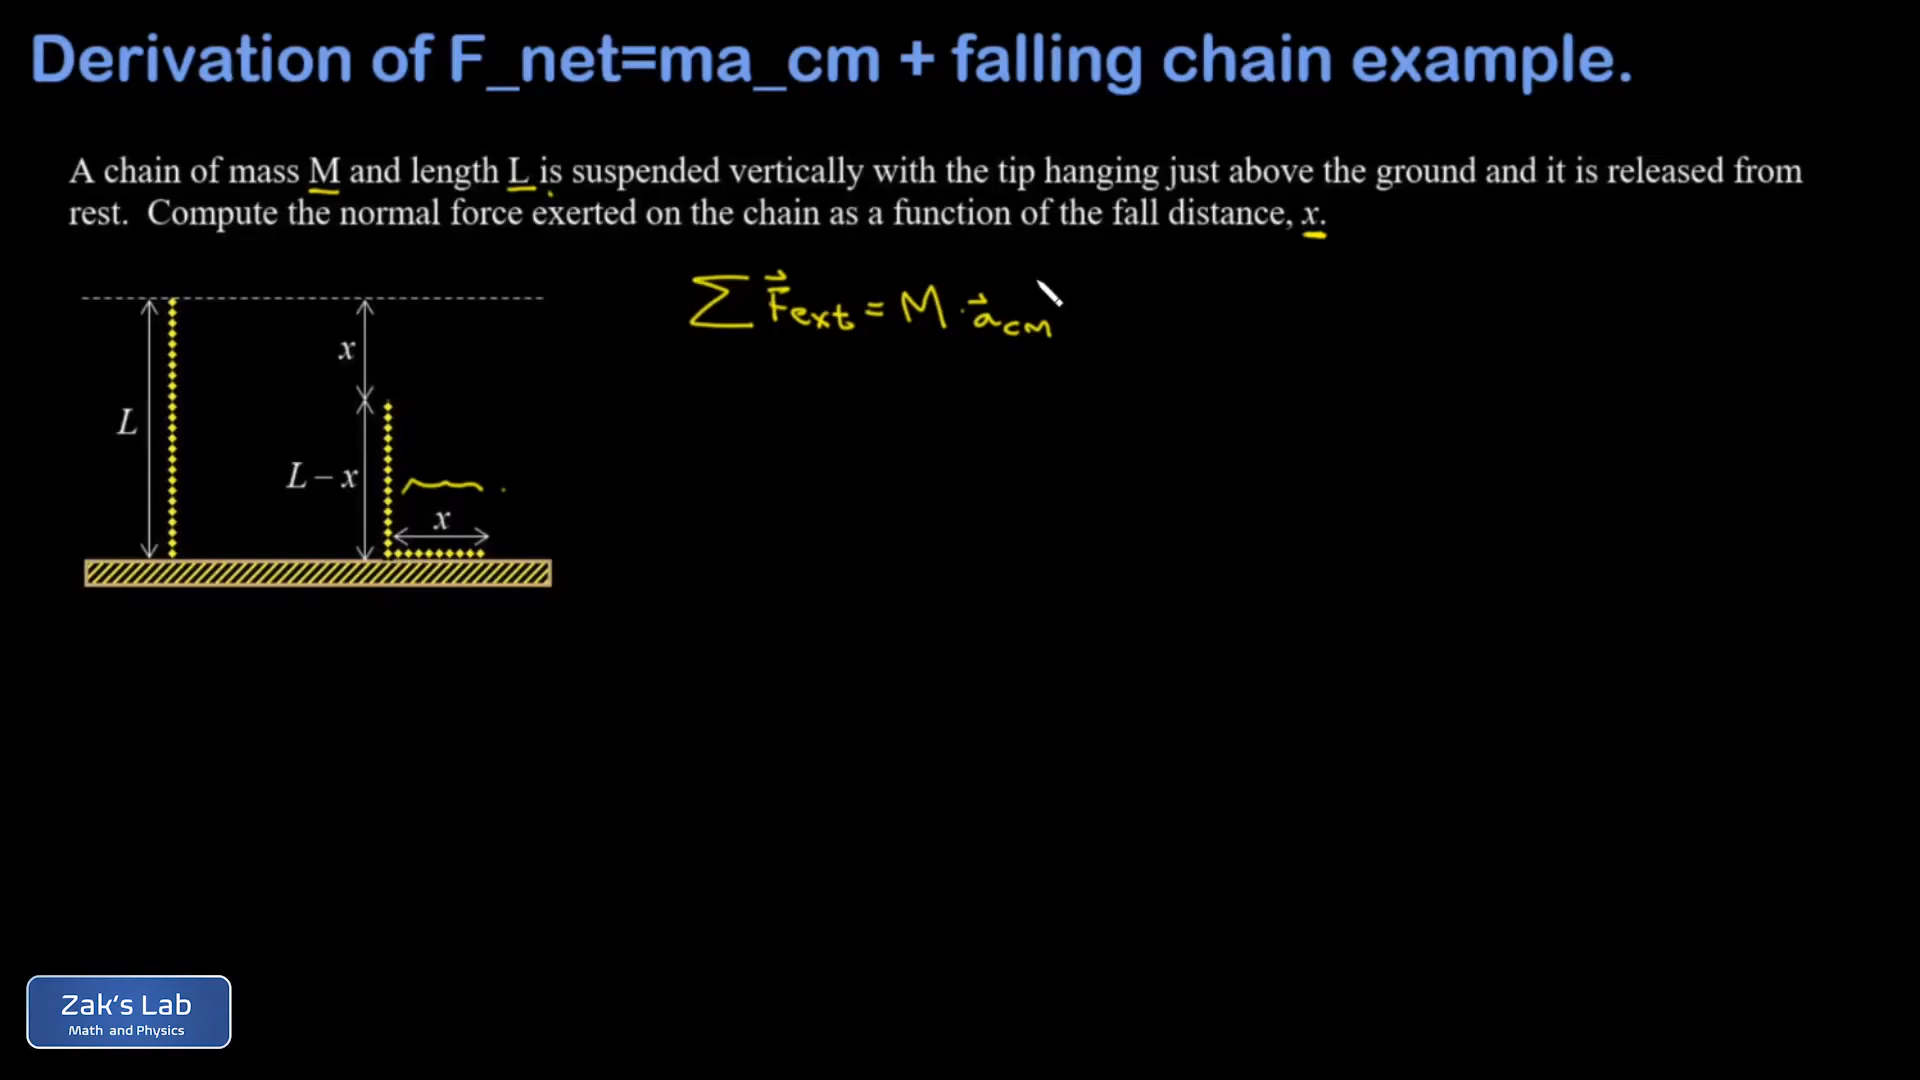 Derivation of F_net=ma_cm + falling chain example.
A chain of mass M and length L is suspended vertically with the tip hanging just above the ground and it is released from
rest. Compute the normal force exerted on the chain as a function of the fall distance, x.
∑ F⃗ext = M · a⃗cm
x
L
L – x
x
Zak's Lab
Math and Physics